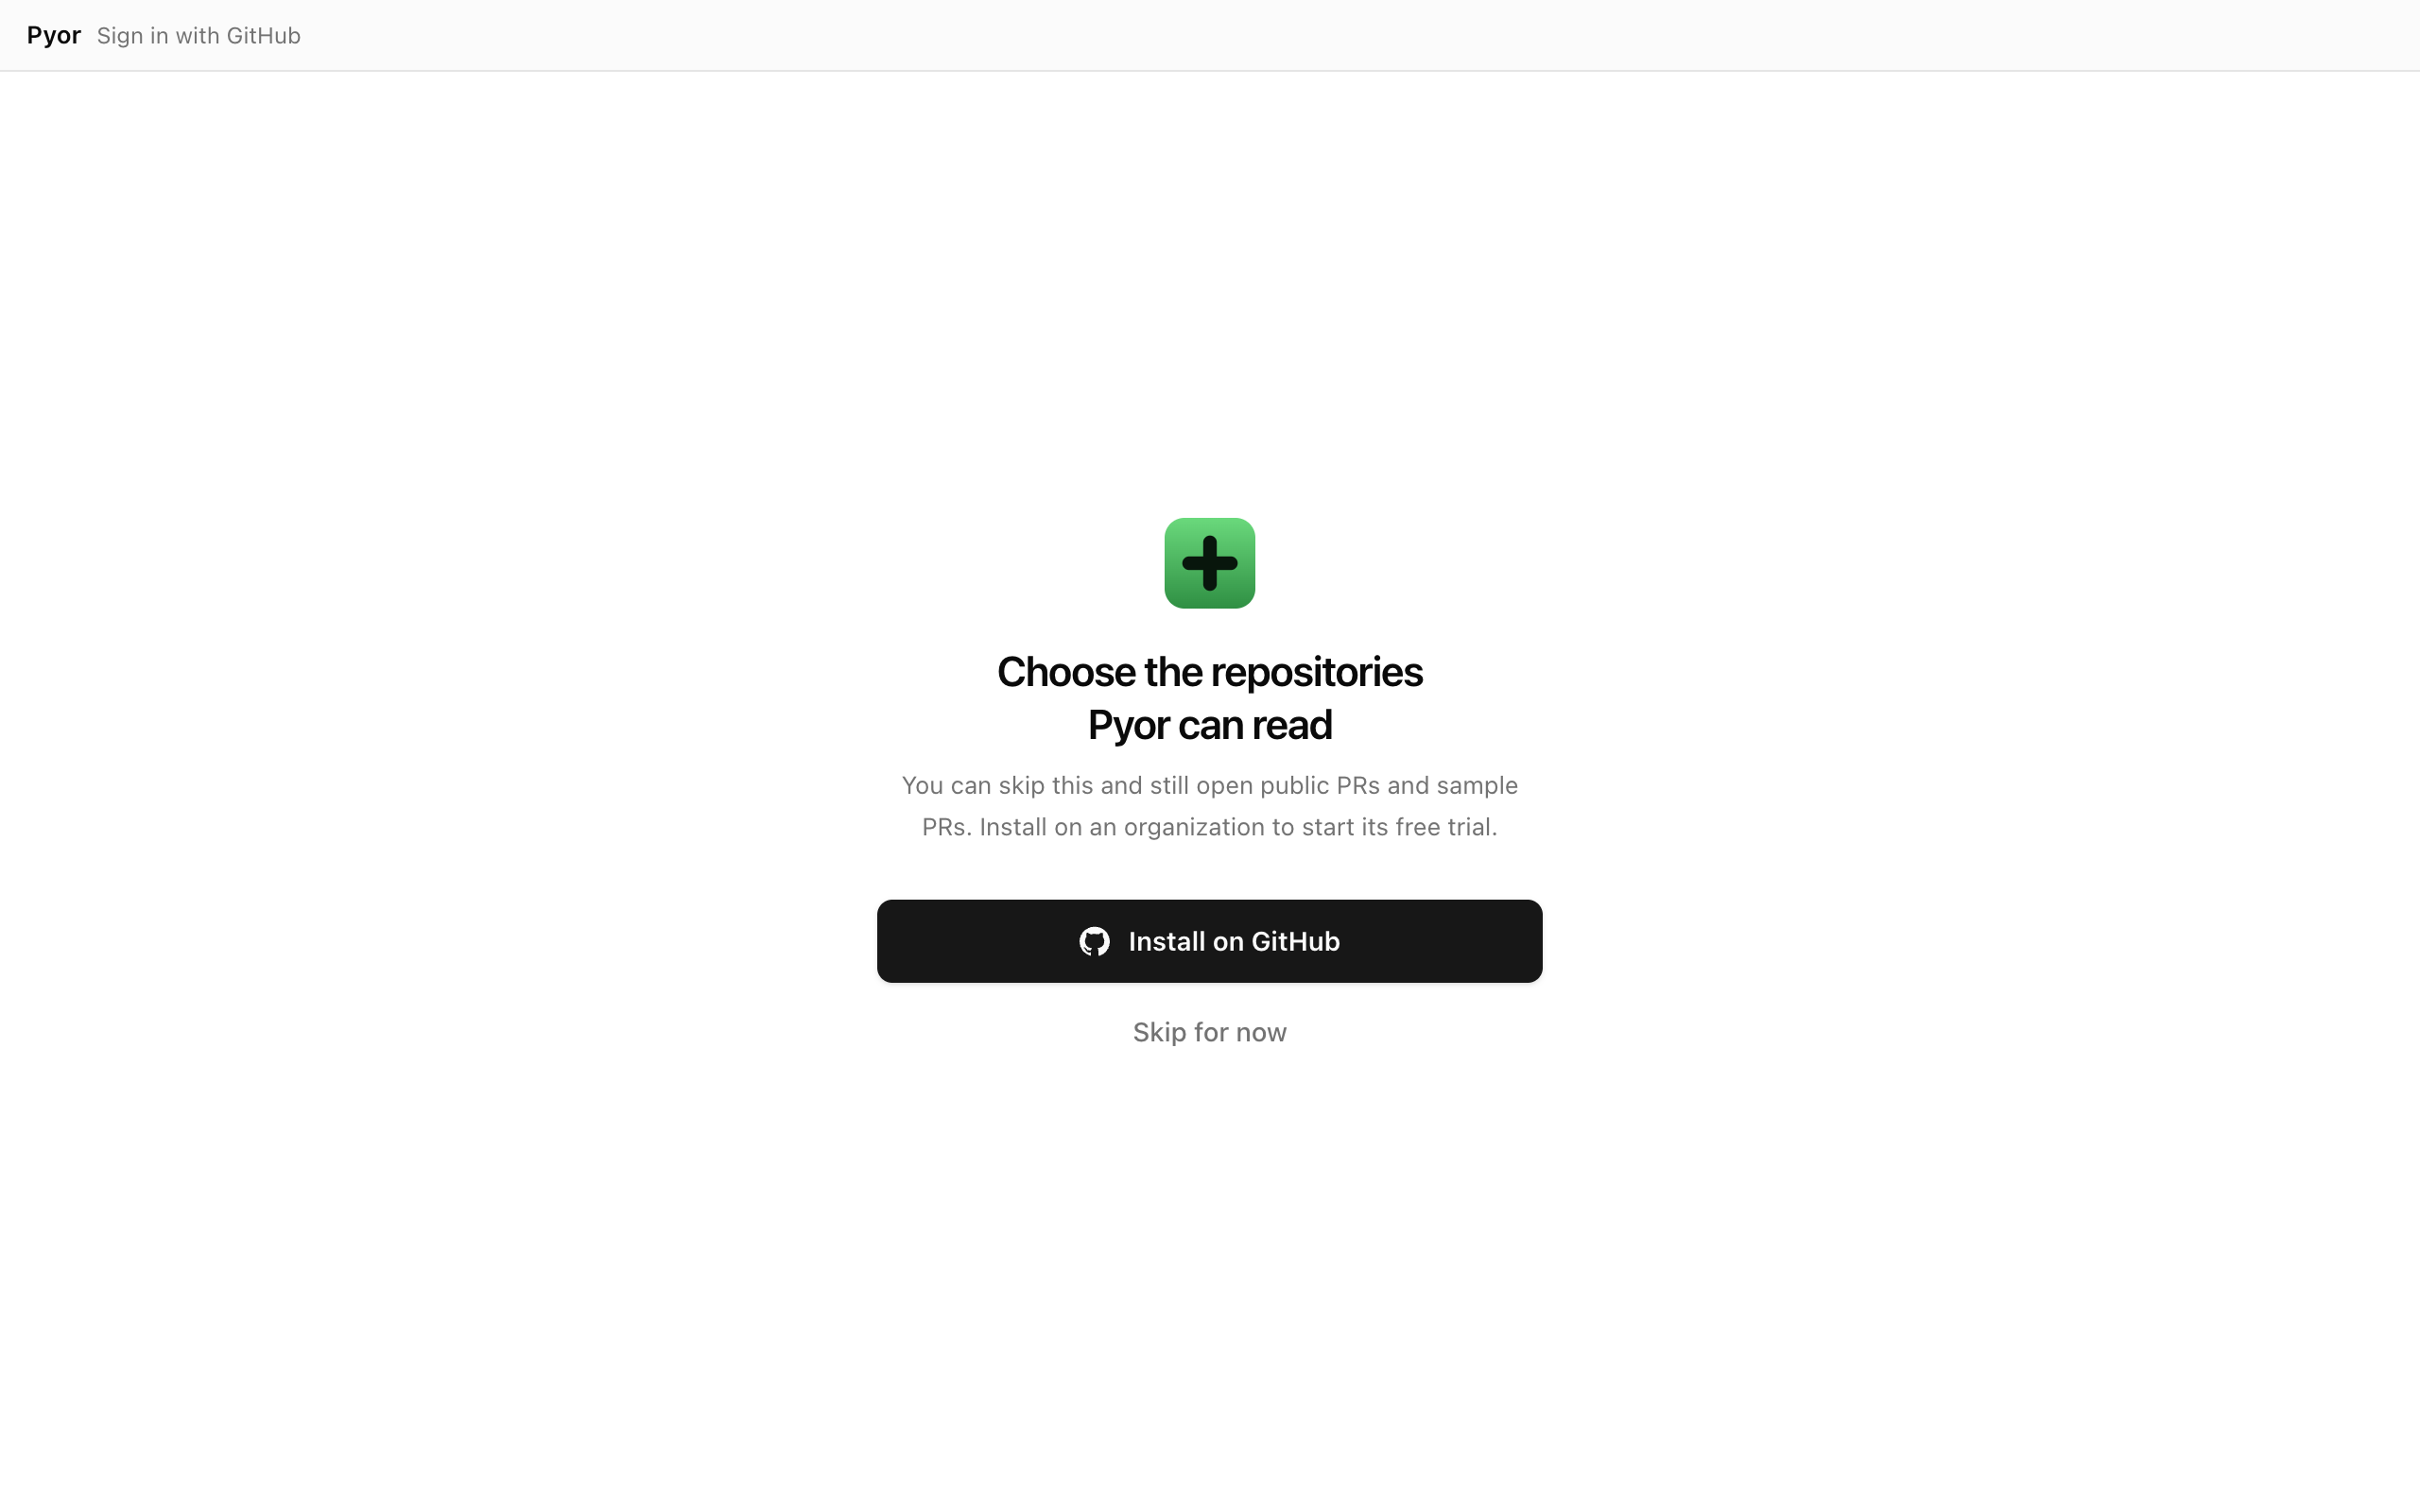 Pyor Sign in with GitHub
Choose the repositories
Pyor can read
You can skip this and still open public PRs and sample
PRs. Install on an organization to start its free trial.
Install on GitHub
Skip for now